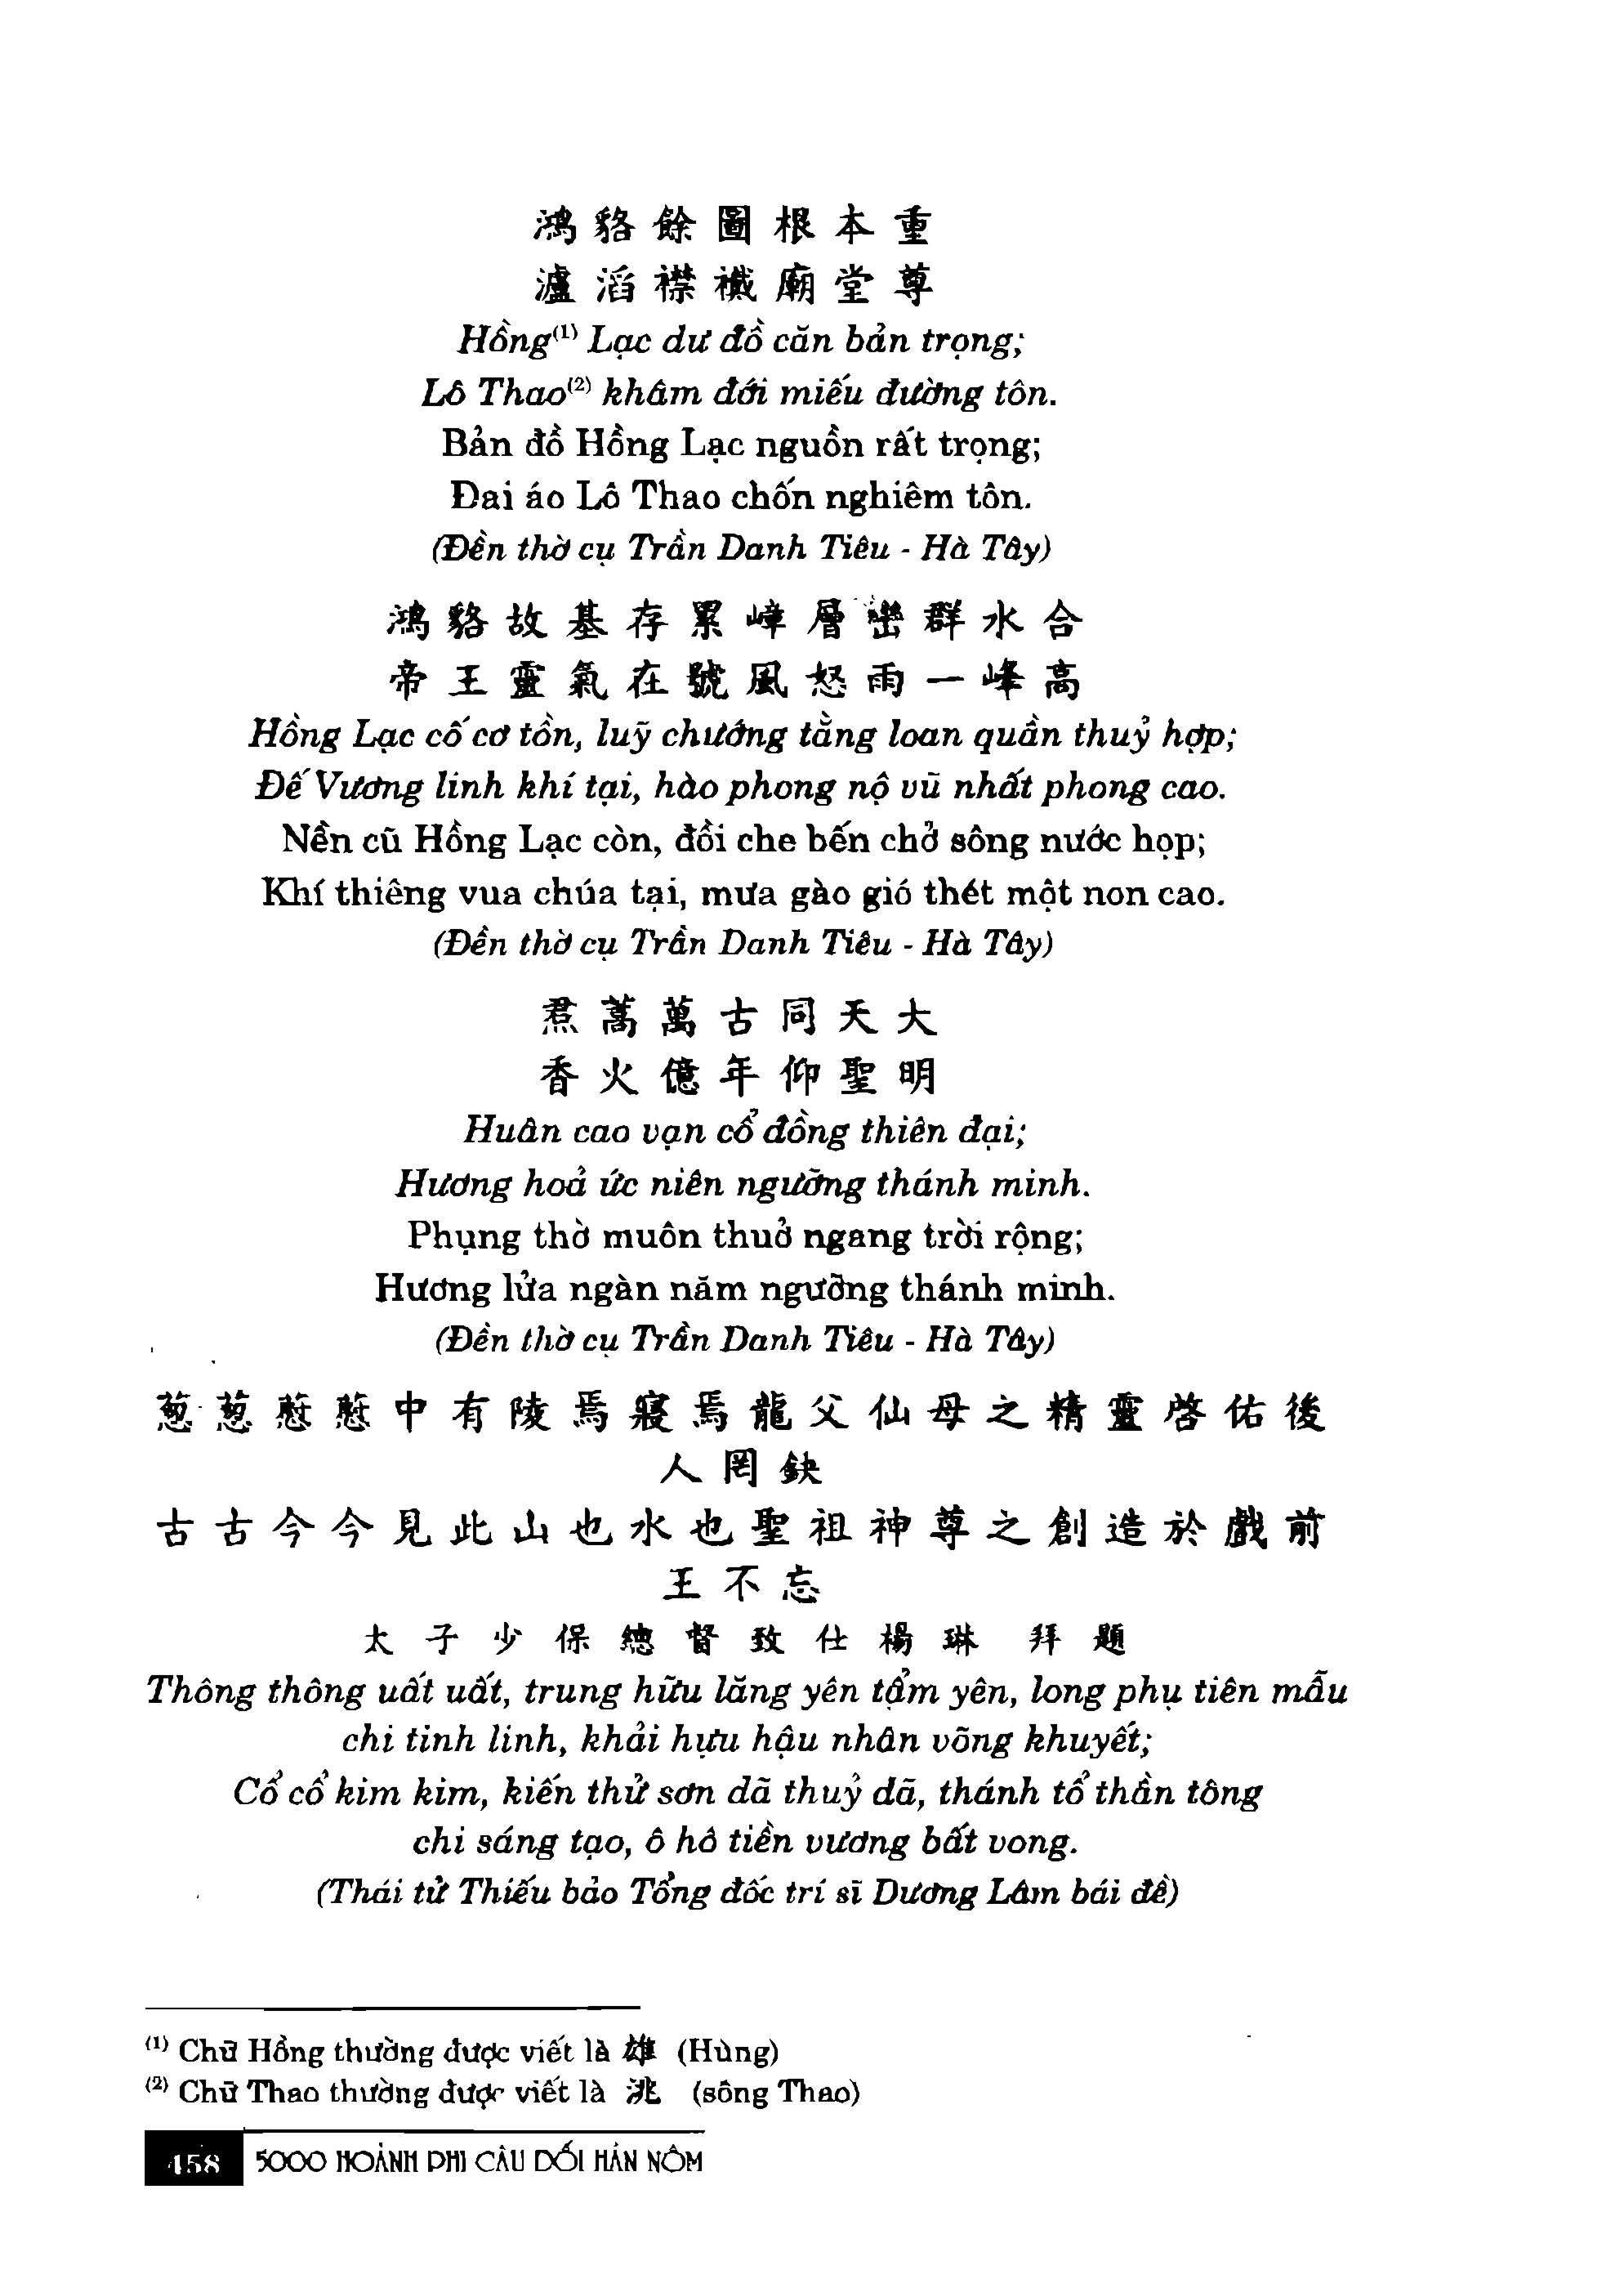 鴻貉餘圖根本重
瀘滔襟襳廟堂尊
Hồng⁽¹⁾ Lạc dư đồ căn bản trọng;
Lô Thao⁽²⁾ khâm đới miếu đường tôn.
Bản đồ Hồng Lạc nguồn rất trọng;
Đai áo Lô Thao chốn nghiêm tôn.
(Đền thờ cụ Trần Danh Tiêu - Hà Tây)
鴻貉故基存累嶂層巒群水合
帝王靈氣在號風怒雨一峰高
Hồng Lạc cố cơ tồn, luỹ chướng tằng loan quần thuỷ hợp;
Đế Vương linh khí tại, hào phong nộ vũ nhất phong cao.
Nền cũ Hồng Lạc còn, đồi che bến chở sông nước họp;
Khí thiêng vua chúa tại, mưa gào gió thét một non cao.
(Đền thờ cụ Trần Danh Tiêu - Hà Tây)
焄蒿萬古同天大
香火億年仰聖明
Huân cao vạn cổ đồng thiên đại;
Hương hoả ức niên ngưỡng thánh minh.
Phụng thờ muôn thuở ngang trời rộng;
Hương lửa ngàn năm ngưỡng thánh minh.
(Đền thờ cụ Trần Danh Tiêu - Hà Tây)
葱葱中有陵焉寢焉龍父仙母之精靈啓佑後
人罔缺
古古今今見此山也水也聖祖神尊之創造於戲前
王不忘
太子少保總督致仕楊琳 拜題
Thông thông uất uất, trung hữu lăng yên tẩm yên, long phụ tiên mẫu
chi tinh linh, khải hựu hậu nhân võng khuyết;
Cổ cổ kim kim, kiến thử sơn dã thuỷ dã, thánh tổ thần tông
chi sáng tạo, ô hô tiền vương bất vong.
(Thái tử Thiếu bảo Tổng đốc trí sĩ Dương Lâm bái đề)
⁽¹⁾ Chữ Hồng thường được viết là 雄 (Hùng)
⁽²⁾ Chữ Thao thường được viết là 洮 (sông Thao)
458 5000 HOÀNH PHI CÂU ĐỐI HÁN NÔM